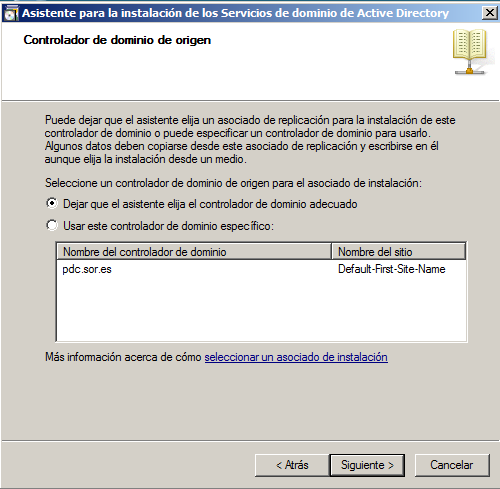 Asistente para la instalación de los Servicios de dominio de Active Directory
Controlador de dominio de origen
Puede dejar que el asistente elija un asociado de replicación para la instalación de este
controlador de dominio o puede especificar un controlador de dominio para usarlo.
Algunos datos deben copiarse desde este asociado de replicación y escribirse en él
aunque elija la instalación desde un medio.
Seleccione un controlador de dominio de origen para el asociado de instalación:
Dejar que el asistente elija el controlador de dominio adecuado
Usar este controlador de dominio específico:
Nombre del controlador de dominio Nombre del sitio
pdc.sor.es Default-First-Site-Name
Más información acerca de cómo seleccionar un asociado de instalación
< Atrás Siguiente > Cancelar